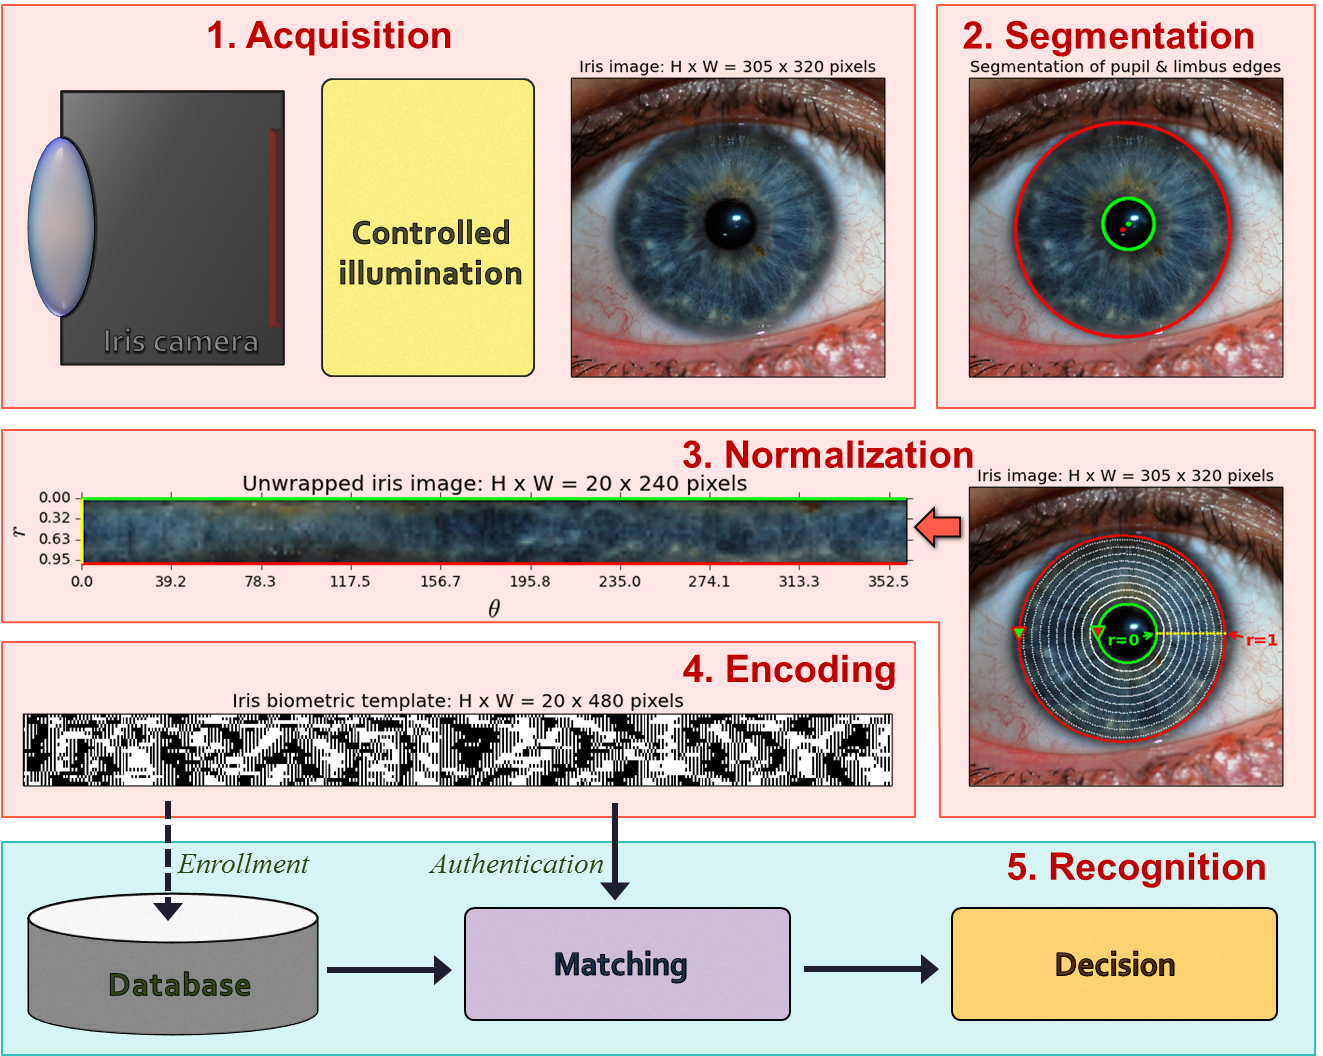 1. Acquisition
Iris camera
Controlled
illumination
Iris image: H x W = 305 x 320 pixels
2. Segmentation
Segmentation of pupil & limbus edges
3. Normalization
Unwrapped iris image: H x W = 20 x 240 pixels
r
0.00
0.32
0.63
0.95
0.0 39.2 78.3 117.5 156.7 195.8 235.0 274.1 313.3 352.5
θ
Iris image: H x W = 305 x 320 pixels
r=0
r=1
4. Encoding
Iris biometric template: H x W = 20 x 480 pixels
Enrollment
Authentication
5. Recognition
Database
Matching
Decision